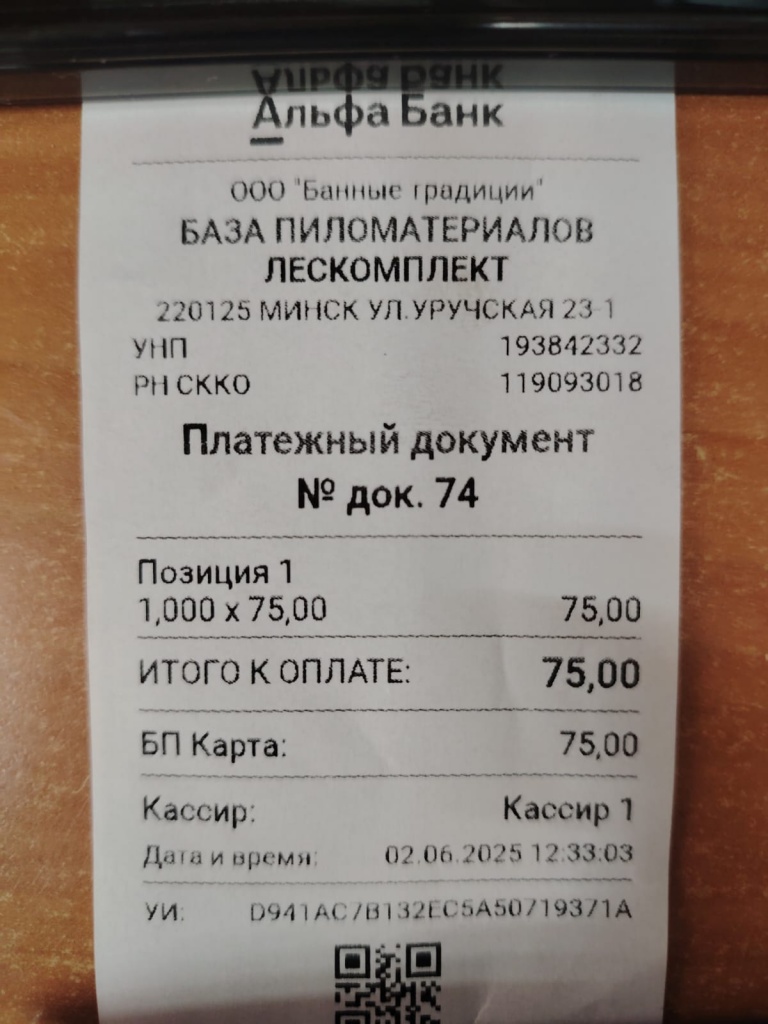 Альфа Банк
Альфа Банк
ООО "Банные традиции"
БАЗА ПИЛОМАТЕРИАЛОВ
ЛЕСКОМПЛЕКТ
220125 МИНСК УЛ.УРУЧСКАЯ 23-1
УНП 193842332
РН СККО 119093018
Платежный документ
№ док. 74
Позиция 1
1,000 x 75,00 75,00
ИТОГО К ОПЛАТЕ: 75,00
БП Карта: 75,00
Кассир: Кассир 1
Дата и время: 02.06.2025 12:33:03
УИ: D941AC7B132EC5A50719371A